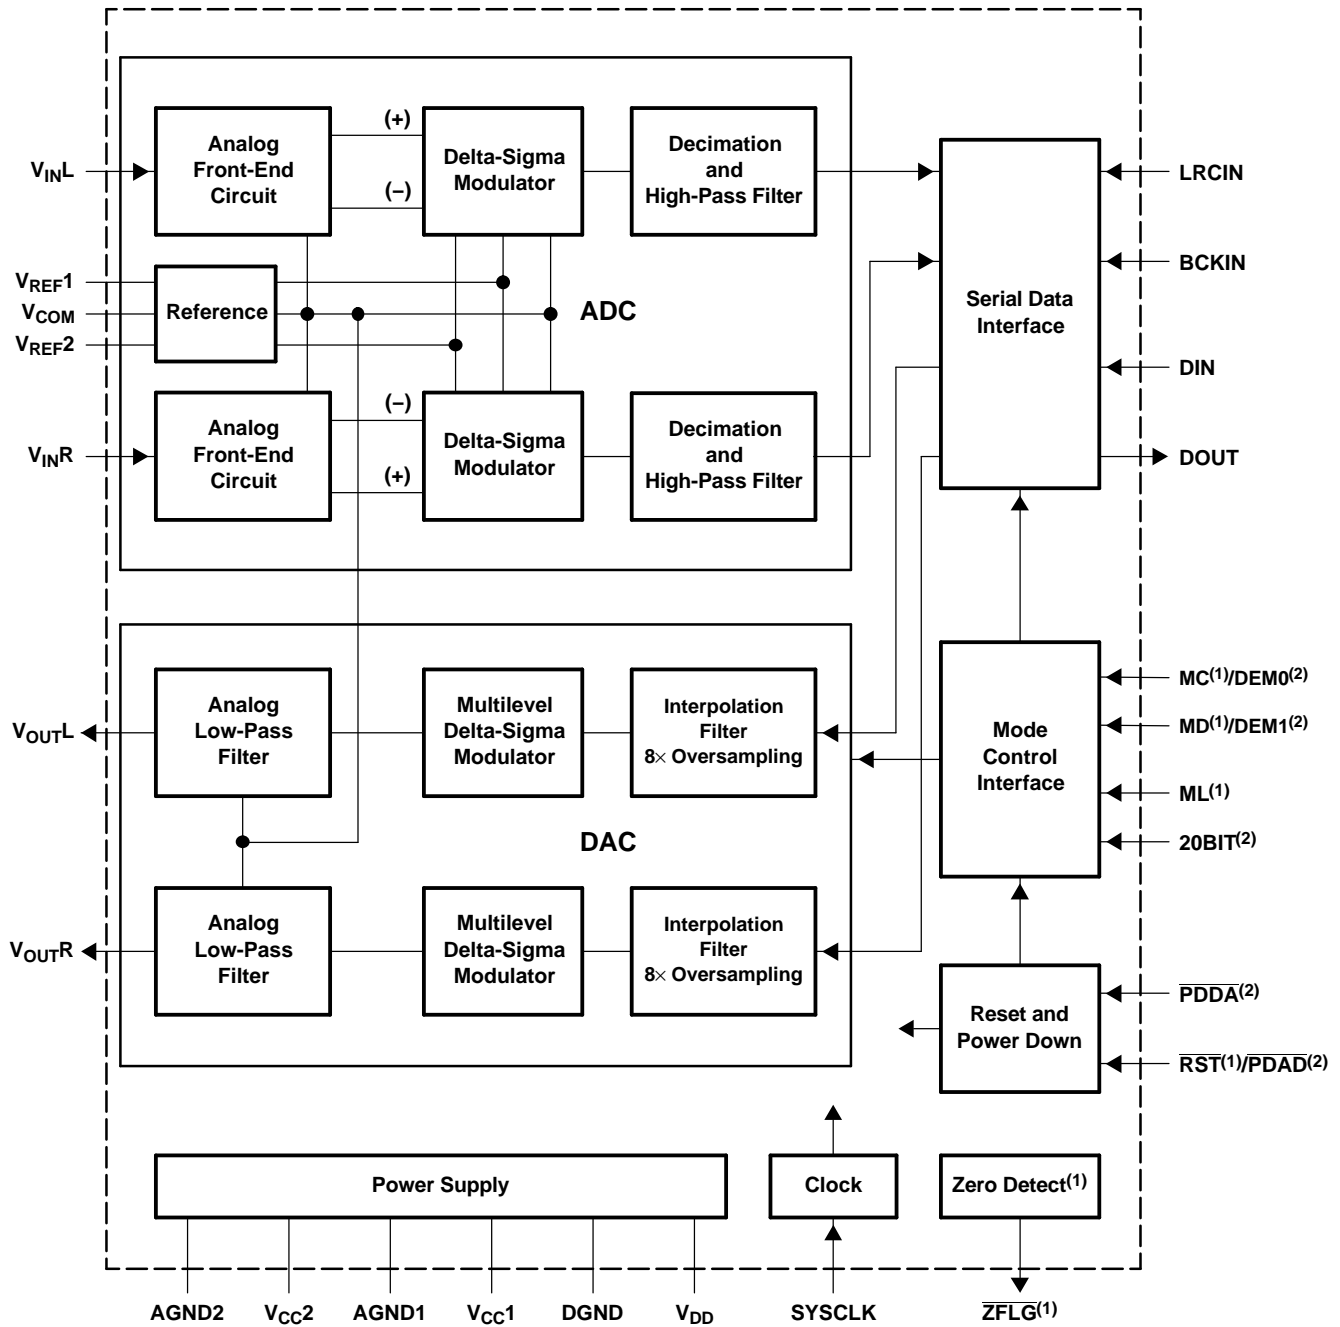 Analog
Front-End
Circuit
(+)
(–)
Delta-Sigma
Modulator
Decimation
and
High-Pass Filter
VINL
LRCIN
VREF1
VCOM
VREF2
Reference
ADC
Serial Data
Interface
BCKIN
DIN
VINR
Analog
Front-End
Circuit
(–)
(+)
Delta-Sigma
Modulator
Decimation
and
High-Pass Filter
DOUT
VOUTL
Analog
Low-Pass
Filter
Multilevel
Delta-Sigma
Modulator
Interpolation
Filter
8× Oversampling
Mode
Control
Interface
MC(1)/DEM0(2)
MD(1)/DEM1(2)
ML(1)
20BIT(2)
DAC
VOUTR
Analog
Low-Pass
Filter
Multilevel
Delta-Sigma
Modulator
Interpolation
Filter
8× Oversampling
Reset and
Power Down
PDDA(2)
RST(1)/PDAD(2)
Power Supply
Clock
Zero Detect(1)
AGND2
VCC2
AGND1
VCC1
DGND
VDD
SYSCLK
ZFLG(1)